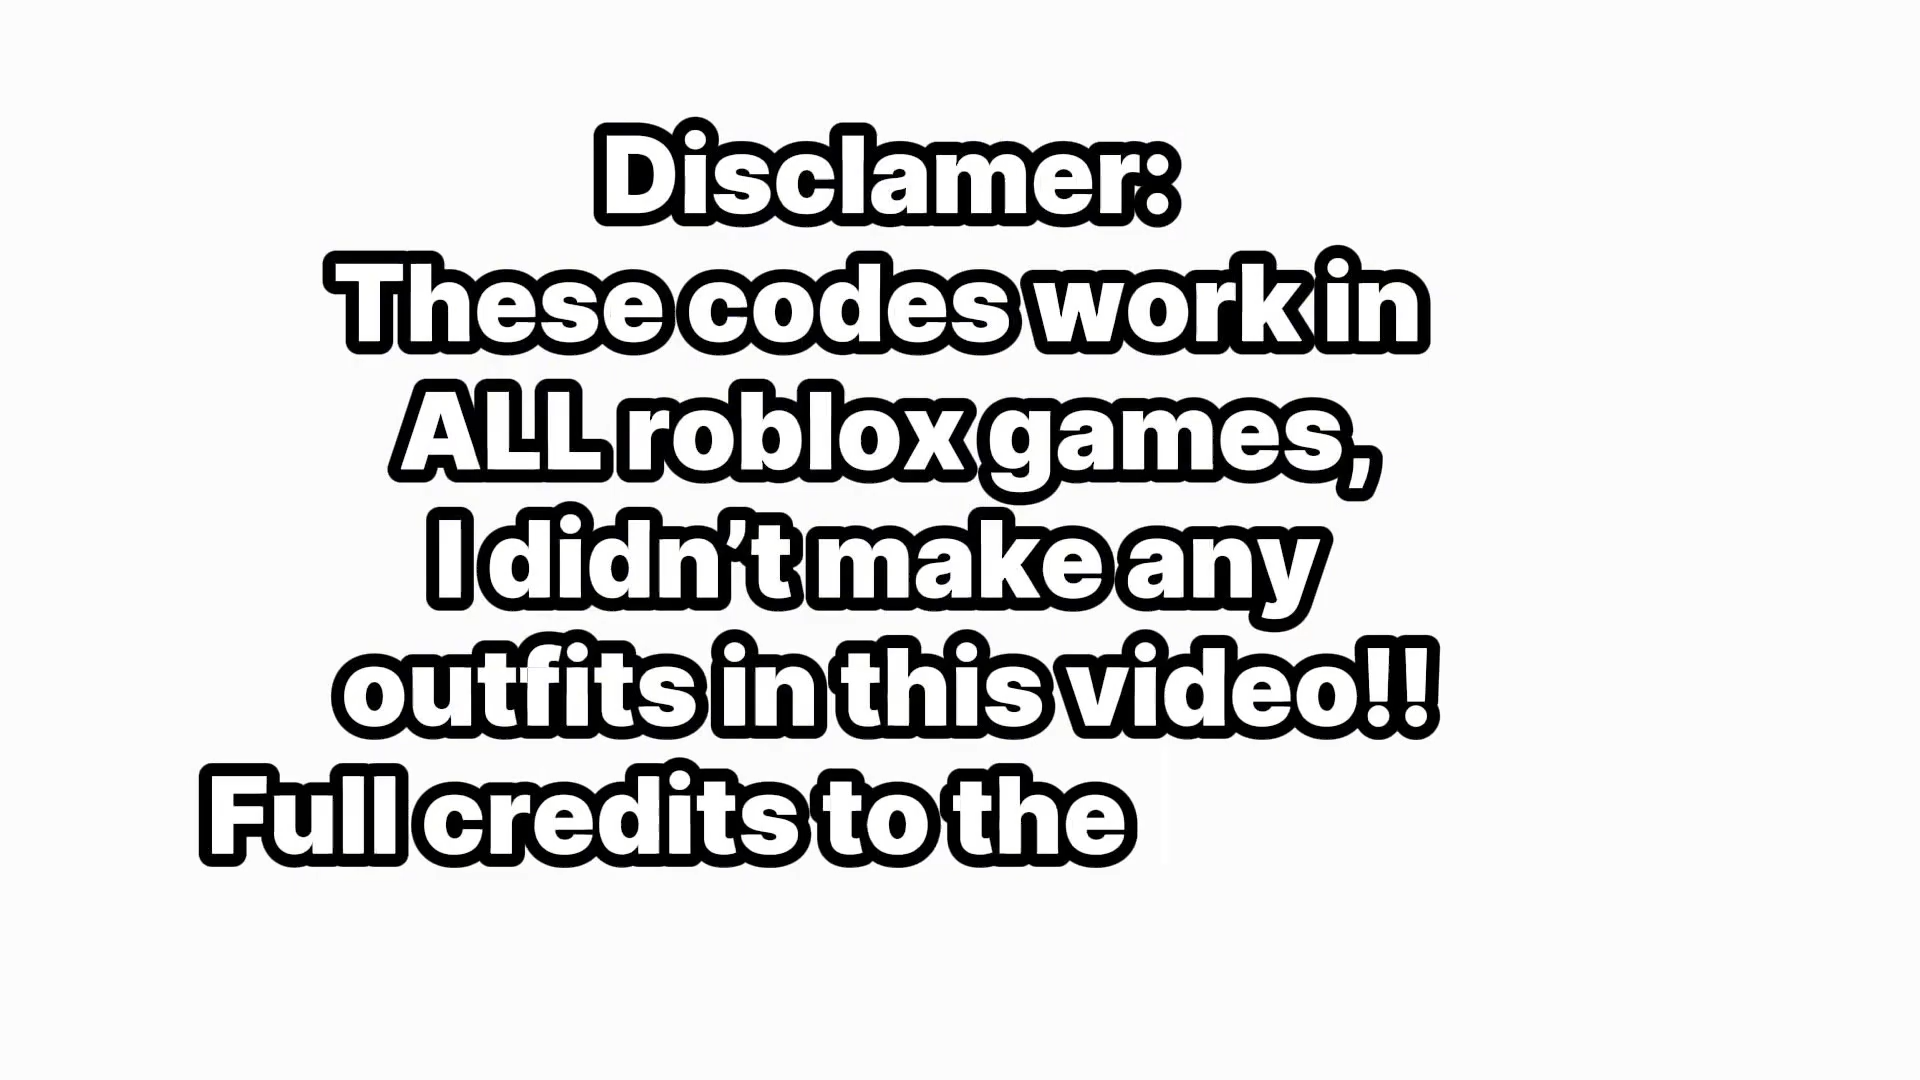 Disclamer:
These codes work in
ALL roblox games,
I didn’t make any
outfits in this video!!
Full credits to the